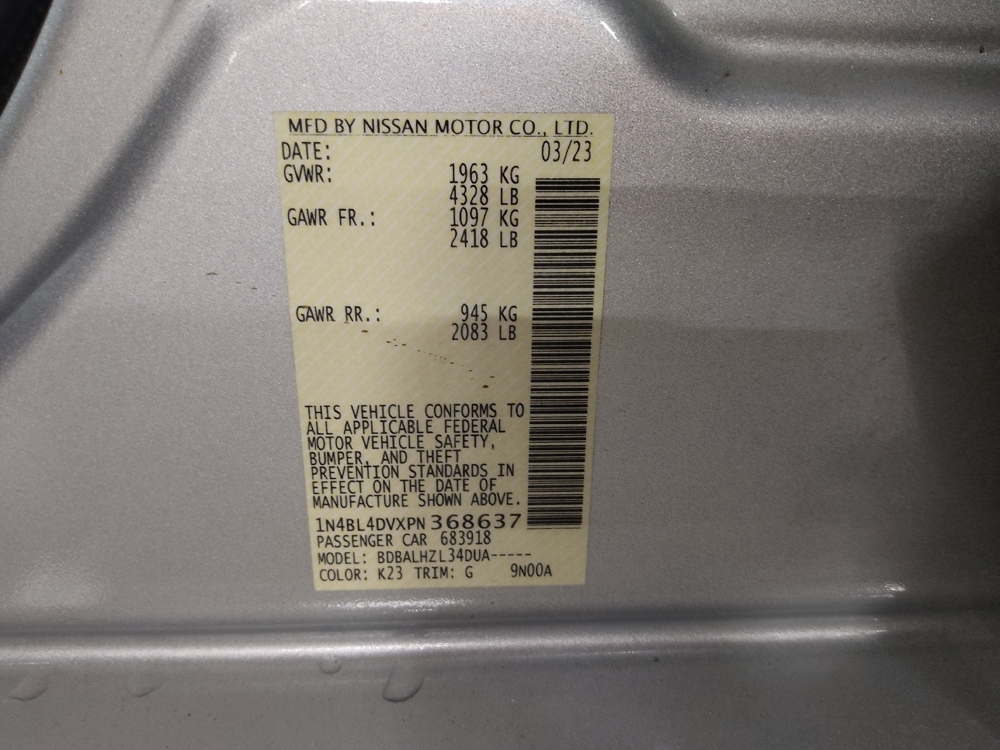 MFD BY NISSAN MOTOR CO., LTD.
DATE: 03/23
GVWR: 1963 KG
4328 LB
GAWR FR.: 1097 KG
2418 LB
GAWR RR.: 945 KG
2083 LB
THIS VEHICLE CONFORMS TO
ALL APPLICABLE FEDERAL
MOTOR VEHICLE SAFETY,
BUMPER, AND THEFT
PREVENTION STANDARDS IN
EFFECT ON THE DATE OF
MANUFACTURE SHOWN ABOVE.
1N4BL4DVXPN368637
PASSENGER CAR 683918
MODEL: BDBALHZL34DUA-----
COLOR: K23 TRIM: G 9N00A